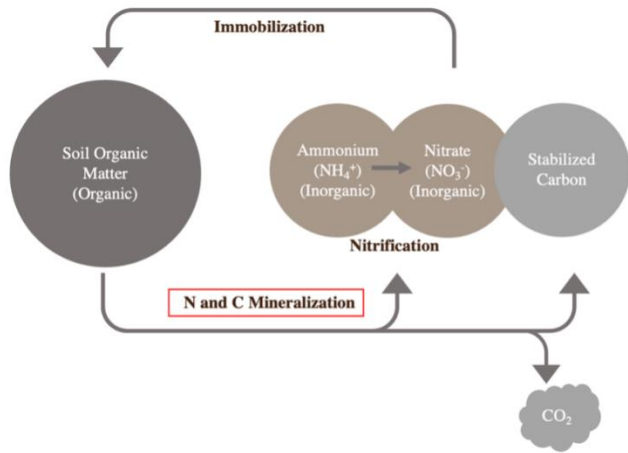 Immobilization
Soil Organic
Matter
(Organic)
Ammonium
(NH₄⁺)
(Inorganic)
Nitrate
(NO₃⁻)
(Inorganic)
Stabilized
Carbon
Nitrification
N and C Mineralization
CO₂